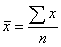 x̄ = ∑x / n